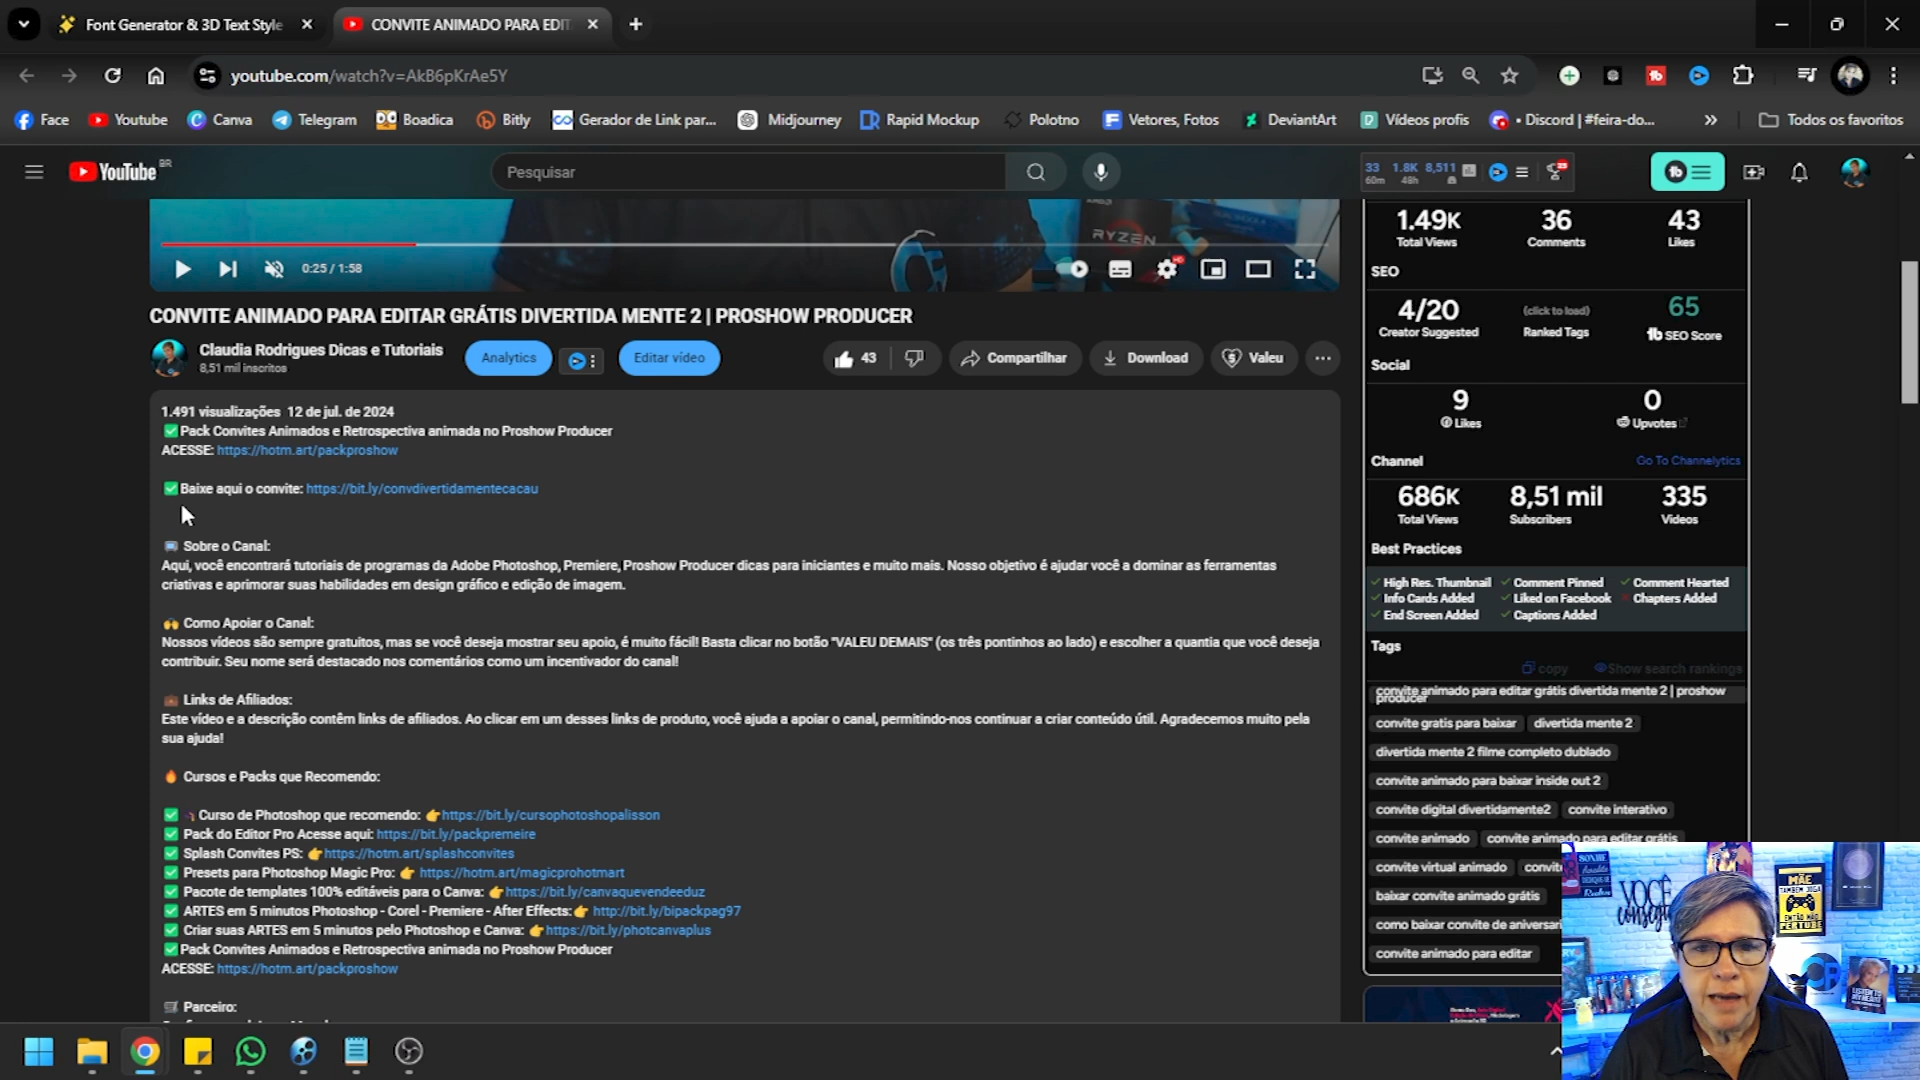 Font Generator & 3D Text Style
CONVITE ANIMADO PARA EDIT
youtube.com/watch?v=AkB6pKrAe5Y
Face
Youtube
Canva
Telegram
Boadica
Bitly
Gerador de Link par...
Midjourney
Rapid Mockup
Polotno
Vetores, Fotos
DeviantArt
Vídeos profis
• Discord | #feira-do...
Todos os favoritos
YouTube BR
Pesquisar
33 60m
1.8K 48h
8,511
RYZEN
0:25 / 1:58
CONVITE ANIMADO PARA EDITAR GRÁTIS DIVERTIDA MENTE 2 | PROSHOW PRODUCER
Claudia Rodrigues Dicas e Tutoriais
8,51 mil inscritos
Analytics
Editar vídeo
43
Compartilhar
Download
Valeu
1.491 visualizações 12 de jul. de 2024
✅Pack Convites Animados e Retrospectiva animada no Proshow Producer
ACESSE: https://hotm.art/packproshow
✅Baixe aqui o convite: https://bit.ly/convdivertidamentecacau
Sobre o Canal:
Aqui, você encontrará tutoriais de programas da Adobe Photoshop, Premiere, Proshow Producer dicas para iniciantes e muito mais. Nosso objetivo é ajudar você a dominar as ferramentas
criativas e aprimorar suas habilidades em design gráfico e edição de imagem.
Como Apoiar o Canal:
Nossos vídeos são sempre gratuitos, mas se você deseja mostrar seu apoio, é muito fácil! Basta clicar no botão "VALEU DEMAIS" (os três pontinhos ao lado) e escolher a quantia que você deseja
contribuir. Seu nome será destacado nos comentários como um incentivador do canal!
Links de Afiliados:
Este vídeo e a descrição contêm links de afiliados. Ao clicar em um desses links de produto, você ajuda a apoiar o canal, permitindo-nos continuar a criar conteúdo útil. Agradecemos muito pela
sua ajuda!
🔥 Cursos e Packs que Recomendo:
✅ Curso de Photoshop que recomendo: 👉https://bit.ly/cursophotoshopalisson
✅ Pack do Editor Pro Acesse aqui: https://bit.ly/packpremeire
✅ Splash Convites PS: 👉https://hotm.art/splashconvites
✅ Presets para Photoshop Magic Pro: 👉 https://hotm.art/magicprohotmart
✅ Pacote de templates 100% editáveis para o Canva: 👉https://bit.ly/canvaquevendeeduz
✅ ARTES em 5 minutos Photoshop - Corel - Premiere - After Effects:👉 http://bit.ly/bipackpag97
✅ Criar suas ARTES em 5 minutos pelo Photoshop e Canva: 👉https://bit.ly/photcanvaplus
✅Pack Convites Animados e Retrospectiva animada no Proshow Producer
ACESSE: https://hotm.art/packproshow
Parceiro:
1.49K 36 43
Total Views Comments Likes
SEO
4/20 (click to load) 65
Creator Suggested Ranked Tags tb SEO Score
Social
9 0
Likes Upvotes
Channel Go To Channelytics
686K 8,51 mil 335
Total Views Subscribers Videos
Best Practices
High Res. Thumbnail Comment Pinned Comment Hearted
Info Cards Added Liked on Facebook Chapters Added
End Screen Added Captions Added
Tags
copy Show search rankings
convite animado para editar grátis divertida mente 2 | proshow
producer
convite gratis para baixar divertida mente 2
divertida mente 2 filme completo dublado
convite animado para baixar inside out 2
convite digital divertidamente2 convite interativo
convite animado convite animado para editar grátis
convite virtual animado convite
baixar convite animado grátis
como baixar convite de aniversari
convite animado para editar
SONHE
VOCÊ
consegue
MÃE
TAMBÉM JOGA
ENTÃO NÃO
PERTUBE